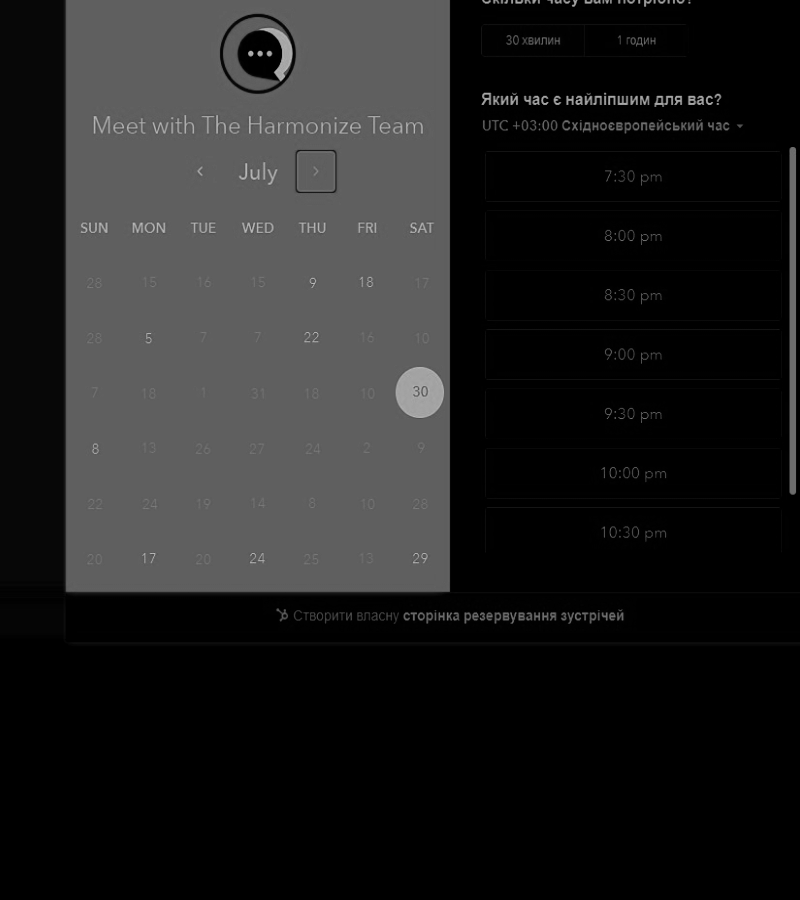 Meet with The Harmonize Team
July
SUN MON TUE WED THU FRI SAT
28 15 16 15 9 18 17
28 5 7 7 22 16 10
7 18 1 31 18 10 30
8 13 26 27 24 2 9
22 24 19 14 8 10 28
20 17 20 24 25 13 29
Скільки часу вам потрібно?
30 хвилин 1 годин
Який час є найліпшим для вас?
UTC +03:00 Східноєвропейський час
7:30 pm
8:00 pm
8:30 pm
9:00 pm
9:30 pm
10:00 pm
10:30 pm
Створити власну сторінка резервування зустрічей